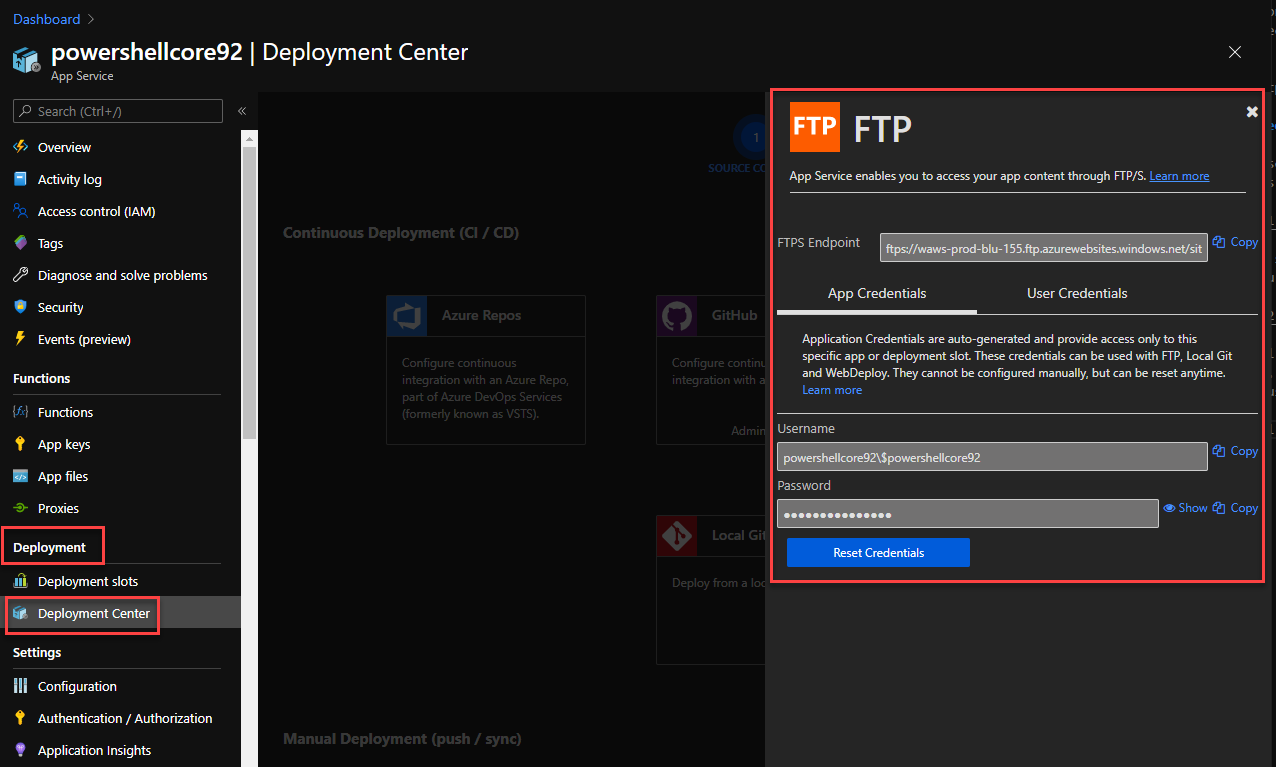 Dashboard
powershellcore92 | Deployment Center
App Service
Search (Ctrl+/)
Overview
Activity log
Access control (IAM)
Tags
Diagnose and solve problems
Security
Events (preview)
Functions
Functions
App keys
App files
Proxies
Deployment
Deployment slots
Deployment Center
Settings
Configuration
Authentication / Authorization
Application Insights
1
SOURCE CO
Continuous Deployment (CI / CD)
Azure Repos
Configure continuous
integration with an Azure Repo,
part of Azure DevOps Services
(formerly known as VSTS).
GitHub
Configure continu
integration with a
Admin
Local Git
Deploy from a loc
Manual Deployment (push / sync)
FTP FTP
App Service enables you to access your app content through FTP/S. Learn more
FTPS Endpoint
ftps://waws-prod-blu-155.ftp.azurewebsites.windows.net/sit
Copy
App Credentials
User Credentials
Application Credentials are auto-generated and provide access only to this
specific app or deployment slot. These credentials can be used with FTP, Local Git
and WebDeploy. They cannot be configured manually, but can be reset anytime.
Learn more
Username
powershellcore92\$powershellcore92
Copy
Password
●●●●●●●●●●●●●●●
Show Copy
Reset Credentials